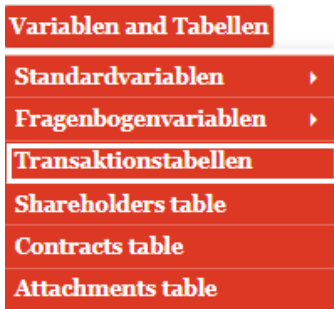 Variablen and Tabellen
Standardvariablen
Fragenbogenvariablen
Transaktionstabellen
Shareholders table
Contracts table
Attachments table